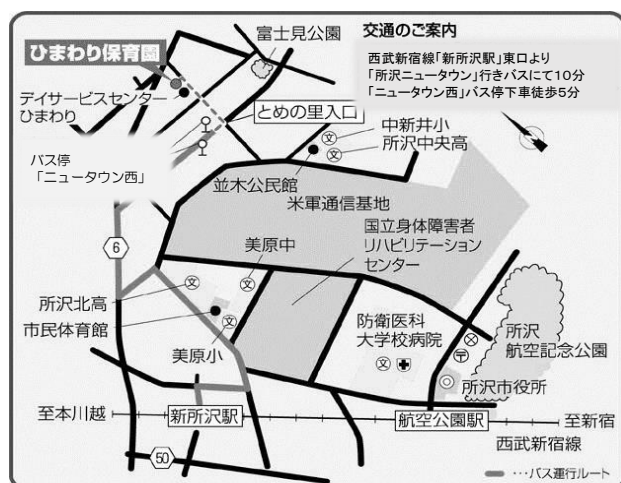 富士見公園
交通のご案内
西武新宿線「新所沢駅」東口より
「所沢ニュータウン」行きバスにて10分
「ニュータウン西」バス停下車徒歩5分
ひまわり保育園
デイサービスセンター
ひまわり
とめの里入口
バス停
「ニュータウン西」
中新井小
所沢中央高
文
文
並木公民館
米軍通信基地
国立身体障害者
リハビリテーション
センター
6
美原中
文
所沢北高
文
市民体育館
美原小
文
防衛医科
大学校病院
文
所沢
航空記念公園
所沢市役所
至本川越
新所沢駅
航空公園駅
至新宿
西武新宿線
50
･･･バス運行ルート